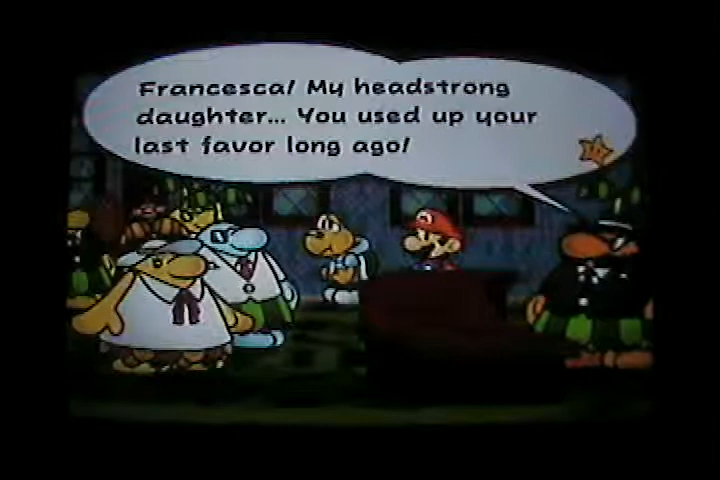 Francesca! My headstrong
daughter... You used up your
last favor long ago!